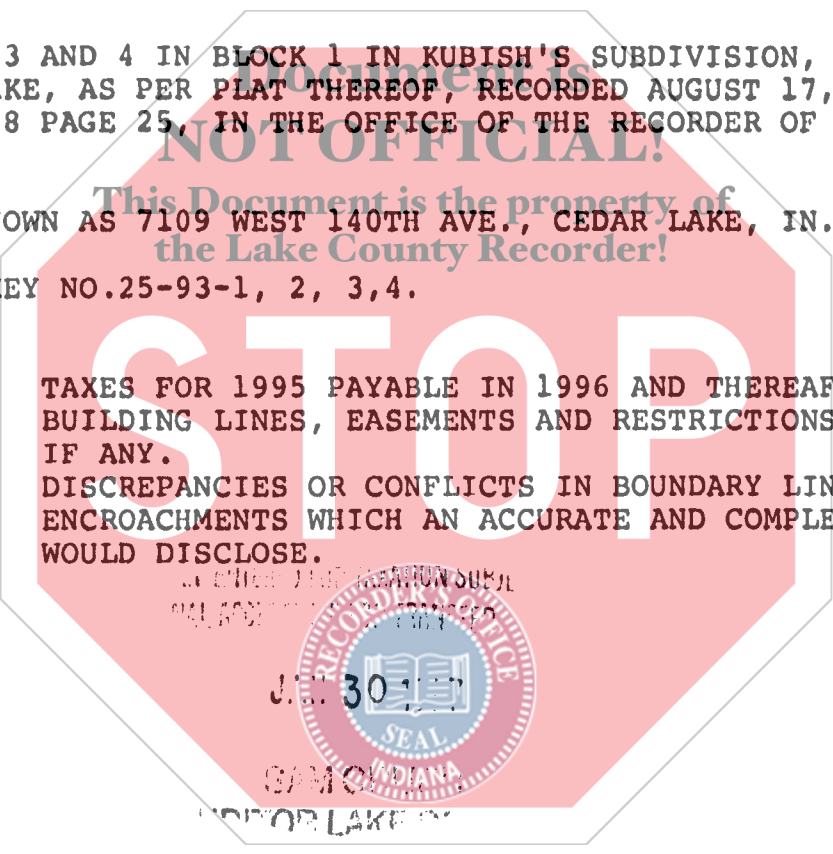 3 AND 4 IN BLOCK 1 IN KUBISH'S SUBDIVISION,
Document is
KE, AS PER PLAT THEREOF, RECORDED AUGUST 17,
8 PAGE 25, IN THE OFFICE OF THE RECORDER OF
NOT OFFICIAL!
This Document is the property of
OWN AS 7109 WEST 140TH AVE., CEDAR LAKE, IN.
the Lake County Recorder!
EY NO.25-93-1, 2, 3,4.
STOP
TAXES FOR 1995 PAYABLE IN 1996 AND THEREAF
BUILDING LINES, EASEMENTS AND RESTRICTIONS
IF ANY.
DISCREPANCIES OR CONFLICTS IN BOUNDARY LIN
ENCROACHMENTS WHICH AN ACCURATE AND COMPLE
WOULD DISCLOSE.
RECORDER'S OFFICE
30
SEAL
INDIANA
SAM
LAKE